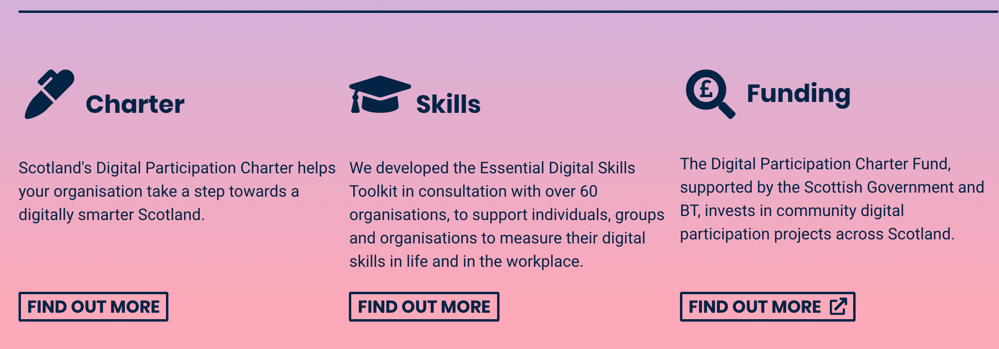 Charter
Scotland's Digital Participation Charter helps
your organisation take a step towards a
digitally smarter Scotland.
FIND OUT MORE
Skills
We developed the Essential Digital Skills
Toolkit in consultation with over 60
organisations, to support individuals, groups
and organisations to measure their digital
skills in life and in the workplace.
FIND OUT MORE
£
Funding
The Digital Participation Charter Fund,
supported by the Scottish Government and
BT, invests in community digital
participation projects across Scotland.
FIND OUT MORE